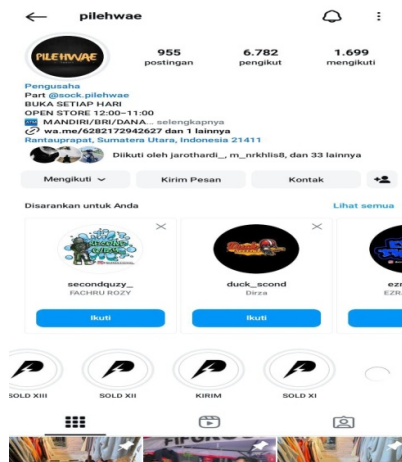 pilehwae
PILEHWAE
955
postingan
6.782
pengikut
1.699
mengikuti
Pengusaha
Part @sock.pilehwae
BUKA SETIAP HARI
OPEN STORE 12:00–11:00
MANDIRI/BRI/DANA... selengkapnya
wa.me/6282172942627 dan 1 lainnya
Rantauprapat, Sumatera Utara, Indonesia 21411
Diikuti oleh jarothardi_, m_nrkhlis8, dan 33 lainnya
Mengikuti
Kirim Pesan
Kontak
Disarankan untuk Anda
Lihat semua
SECOND
secondquzy_
FACHRU ROZY
Ikuti
duck_scond
Dirza
Ikuti
ezr
EZR
SOLD XIII
SOLD XII
KIRIM
SOLD XI